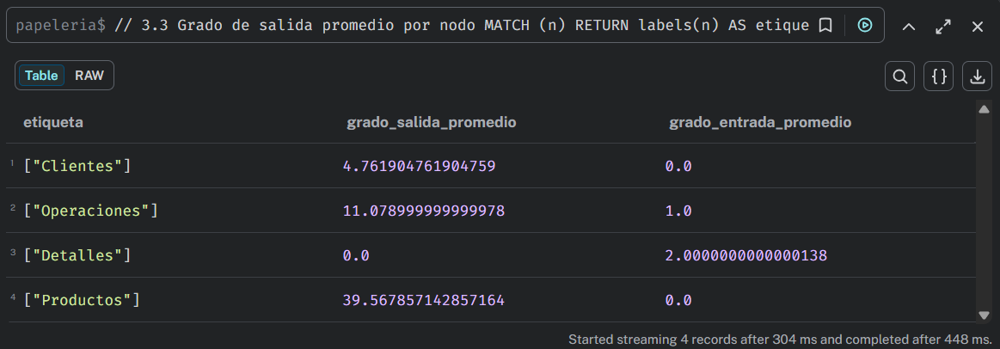 papeleria$ // 3.3 Grado de salida promedio por nodo MATCH (n) RETURN labels(n) AS etique
Table RAW
etiqueta grado_salida_promedio grado_entrada_promedio
1 ["Clientes"] 4.761904761904759 0.0
2 ["Operaciones"] 11.078999999999978 1.0
3 ["Detalles"] 0.0 2.0000000000000138
4 ["Productos"] 39.567857142857164 0.0
Started streaming 4 records after 304 ms and completed after 448 ms.